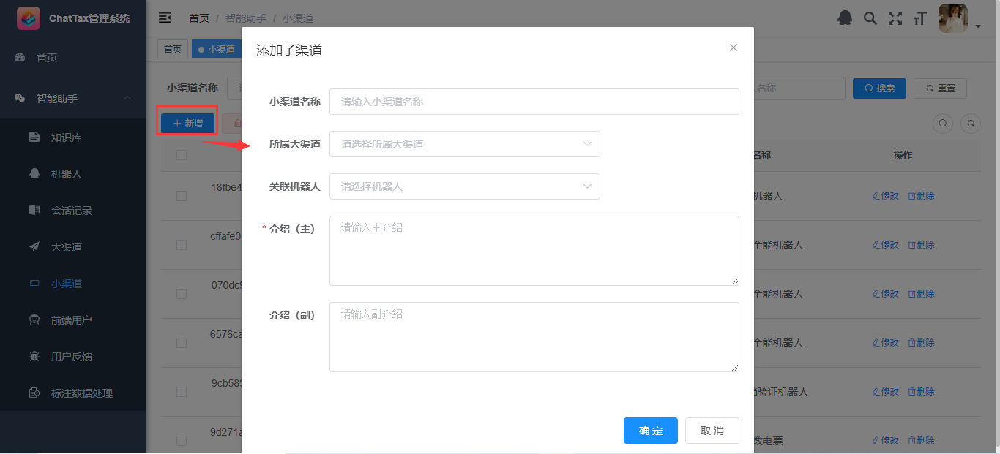 ChatTax管理系统
首页 / 智能助手 / 小渠道
首页
小渠道
首页
智能助手
知识库
机器人
会话记录
大渠道
小渠道
前端用户
用户反馈
标注数据处理
小渠道名称
名称
搜索
重置
新增
添加子渠道
小渠道名称
请输入小渠道名称
所属大渠道
请选择所属大渠道
关联机器人
请选择机器人
* 介绍（主）
请输入主介绍
介绍（副）
请输入副介绍
确 定
取 消
名称
操作
18fbe4
机器人
修改
删除
cffafe0
全能机器人
修改
删除
070dc9
全能机器人
修改
删除
6576ca
全能机器人
修改
删除
9cb583
验证机器人
修改
删除
9d271a
数电票
修改
删除